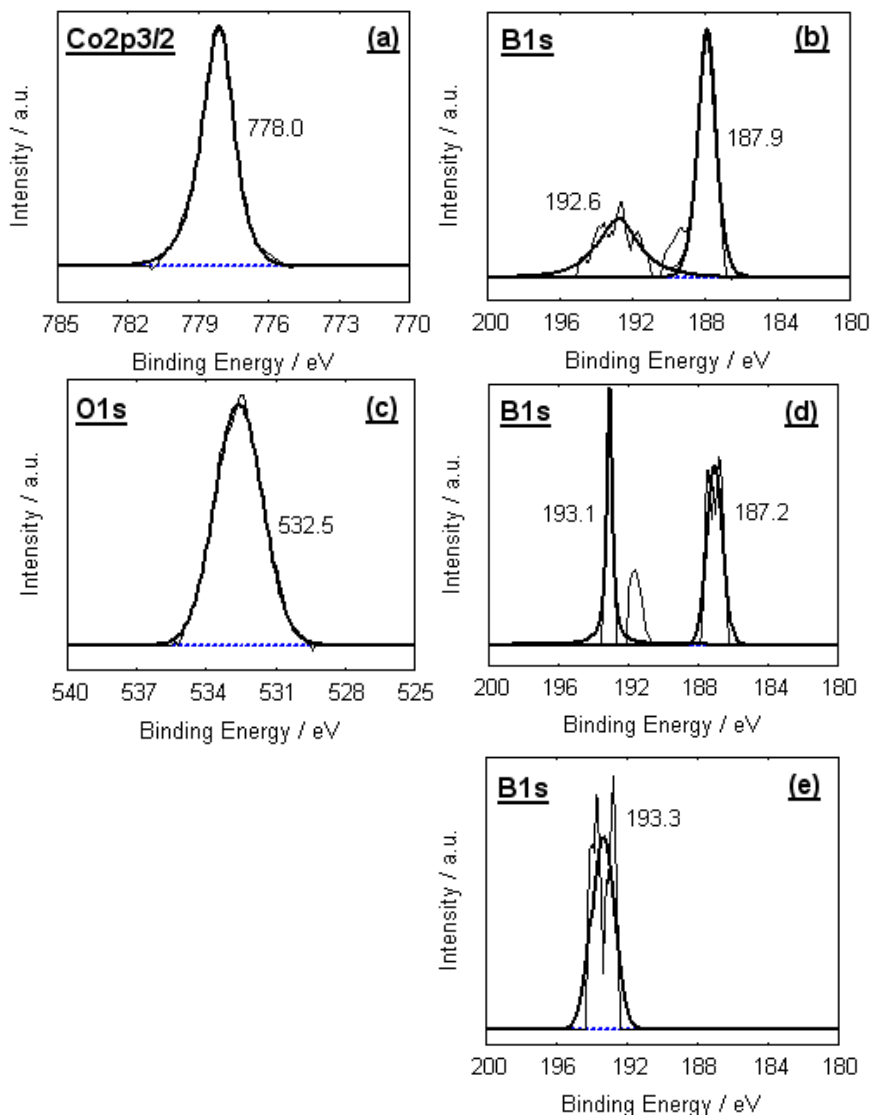 Co2p3/2 (a)
778.0
Intensity / a.u.
785 782 779 776 773 770
Binding Energy / eV
B1s (b)
187.9
192.6
Intensity / a.u.
200 196 192 188 184 180
Binding Energy / eV
O1s (c)
532.5
Intensity / a.u.
540 537 534 531 528 525
Binding Energy / eV
B1s (d)
193.1 187.2
Intensity / a.u.
200 196 192 188 184 180
Binding Energy / eV
B1s (e)
193.3
Intensity / a.u.
200 196 192 188 184 180
Binding Energy / eV